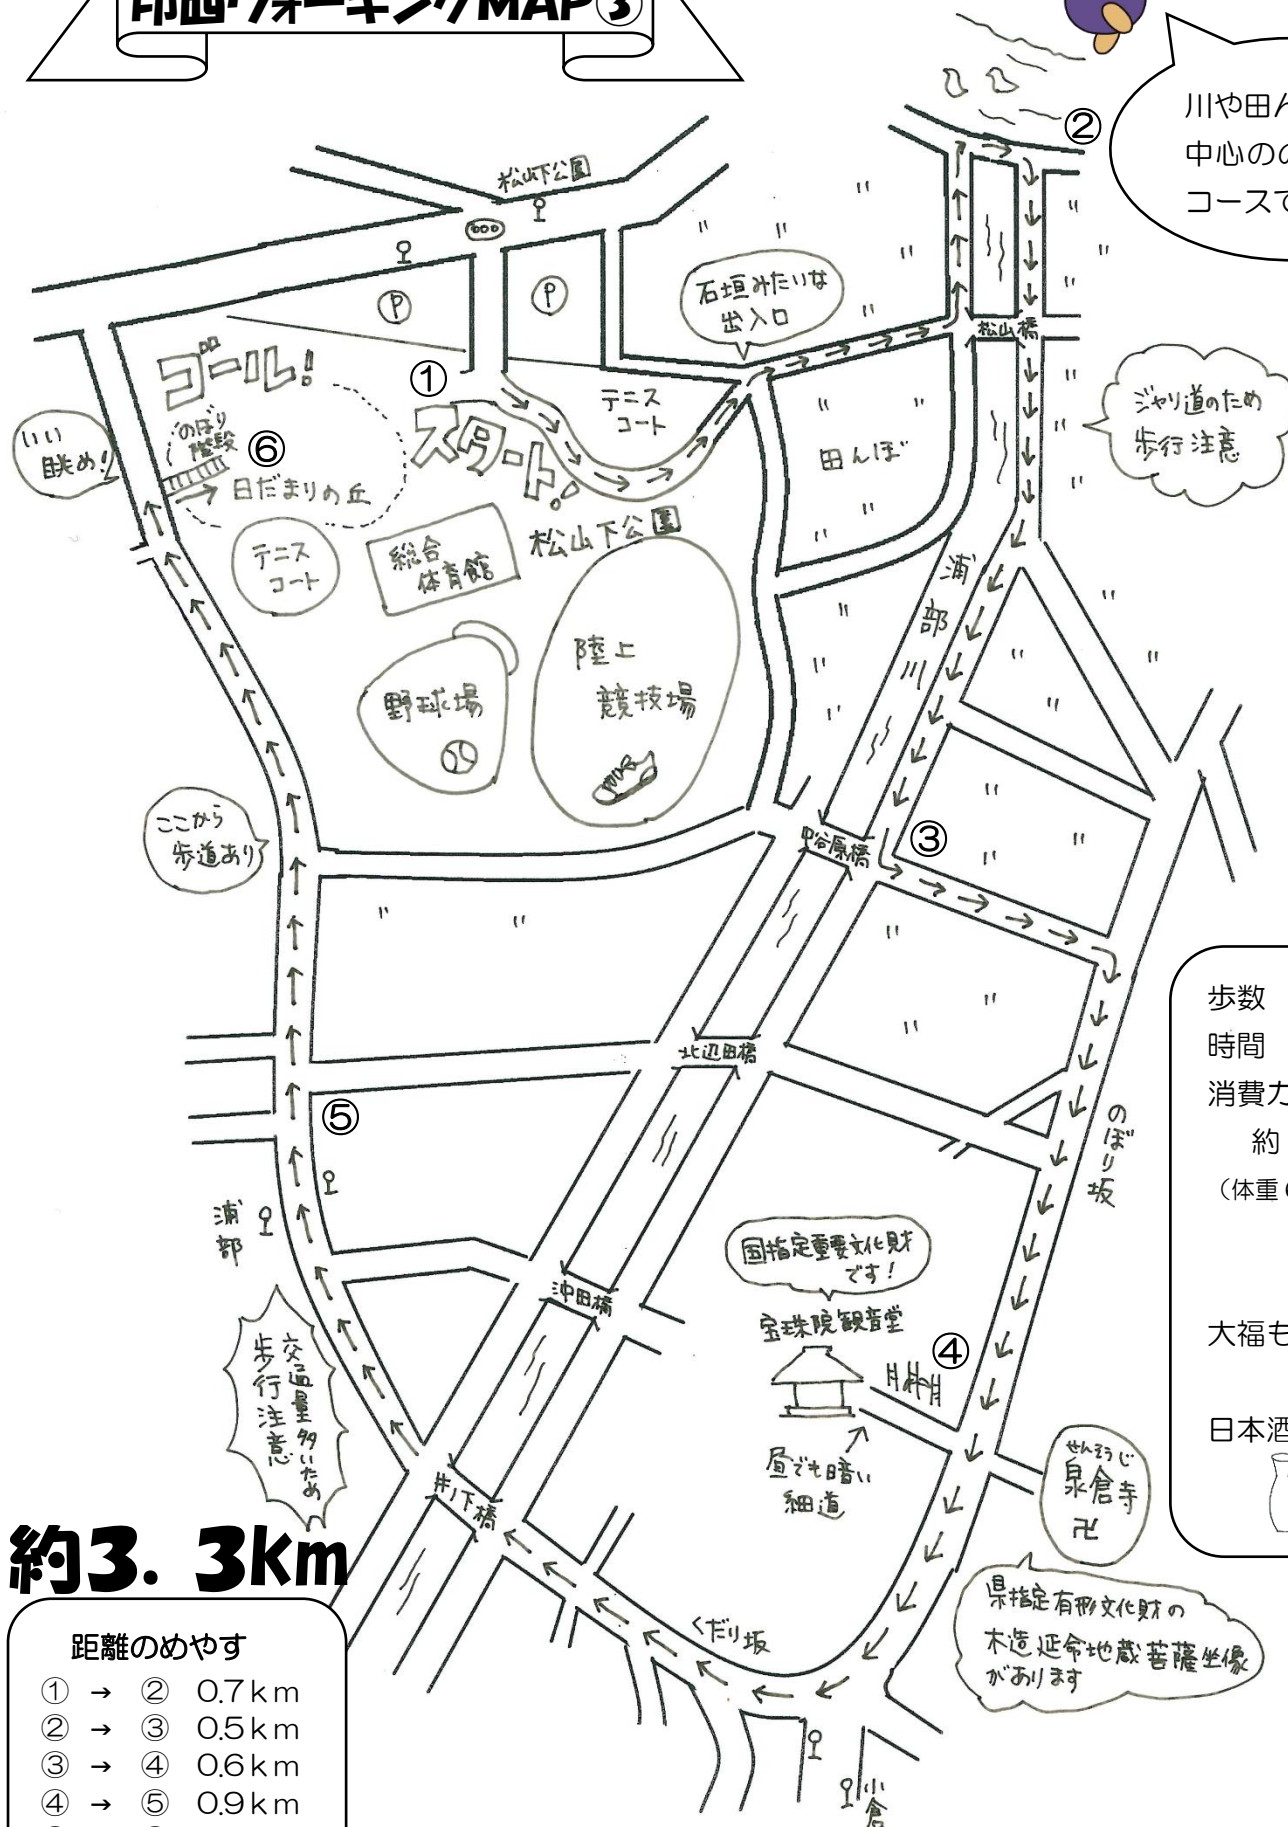 印西ウォーキングMAP③
川や田ん
中心のの
コースで
②
松山下公園
P
P
石垣みたいな
出入口
松山橋
ジャリ道のため
歩行注意
ゴール!
①
スタート!
テニス
コート
田んぼ
いい
眺め!
のぼり
階段
⑥
日だまりの丘
テニス
コート
総合
体育館
松山下公園
浦部川
野球場
陸上
競技場
ここから
歩道あり
③
北辺田橋
⑤
浦部
のぼり坂
歩数
時間
消費カ
約
(体重
大福も
日本酒
国指定重要文化財
です!
宝珠院観音堂
④
沖田橋
交通量多いため
歩行注意
昼でも暗い
細道
せんそうじ
泉倉寺
卍
井ノ下橋
県指定有形文化財の
木造延命地蔵菩薩坐像
があります
くだり坂
小倉
約3.3km
距離のめやす
① → ② 0.7km
② → ③ 0.5km
③ → ④ 0.6km
④ → ⑤ 0.9km